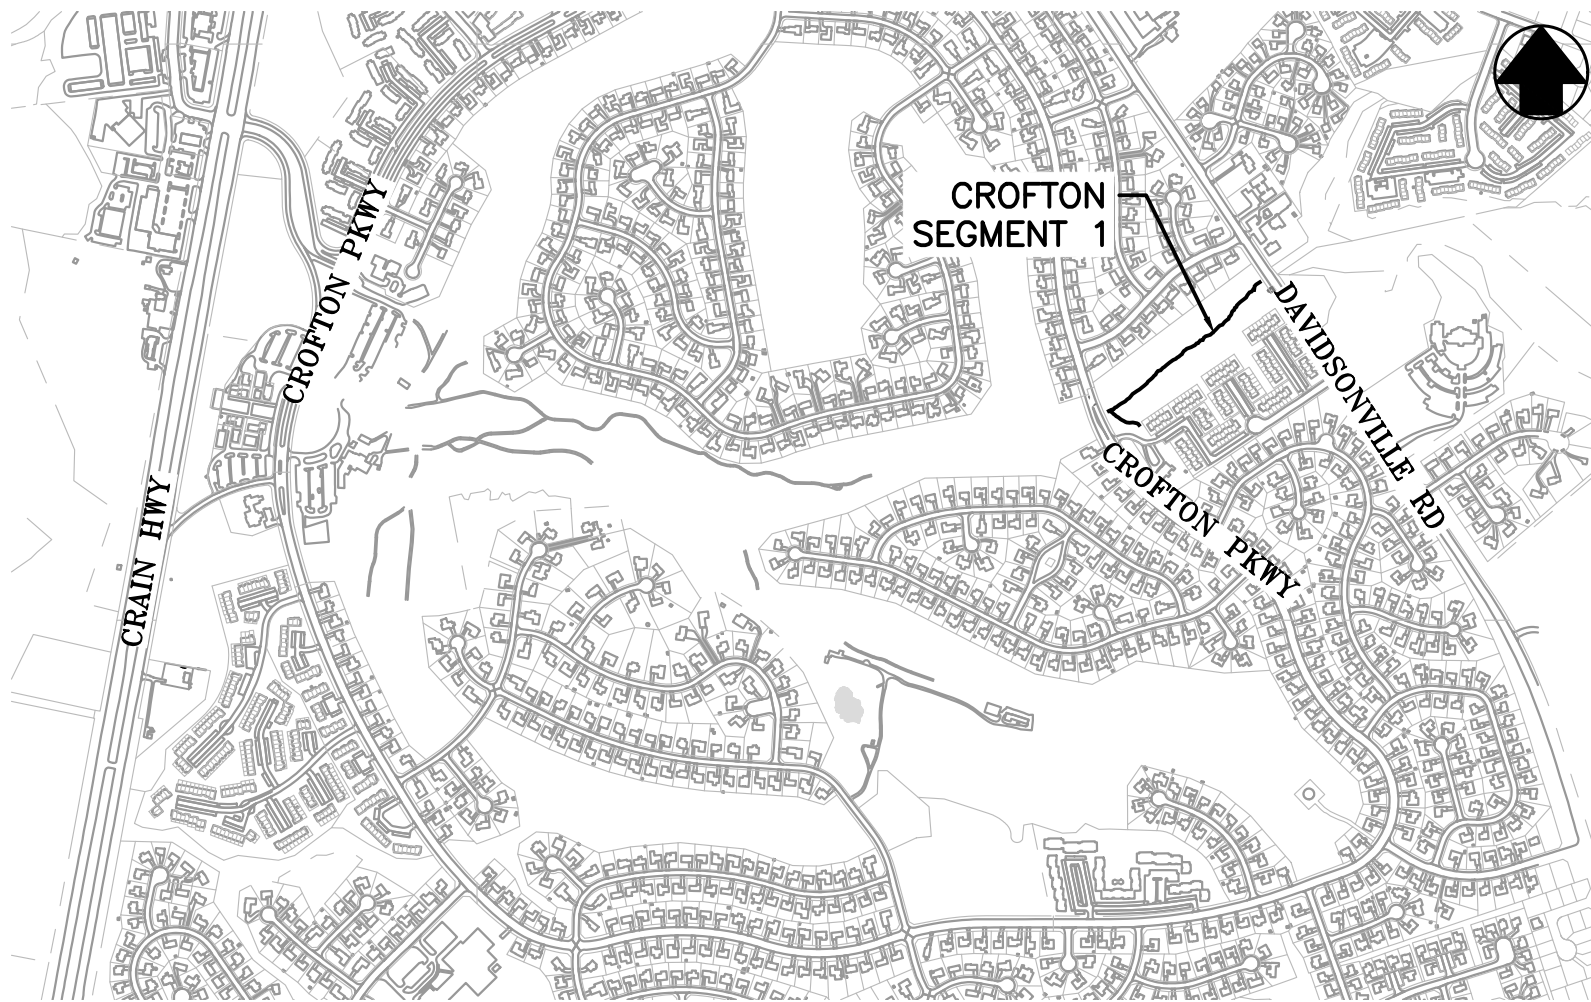 CROFTON
SEGMENT 1
CROFTON PKWY
DAVIDSONVILLE RD
CROFTON PKWY
CRAIN HWY